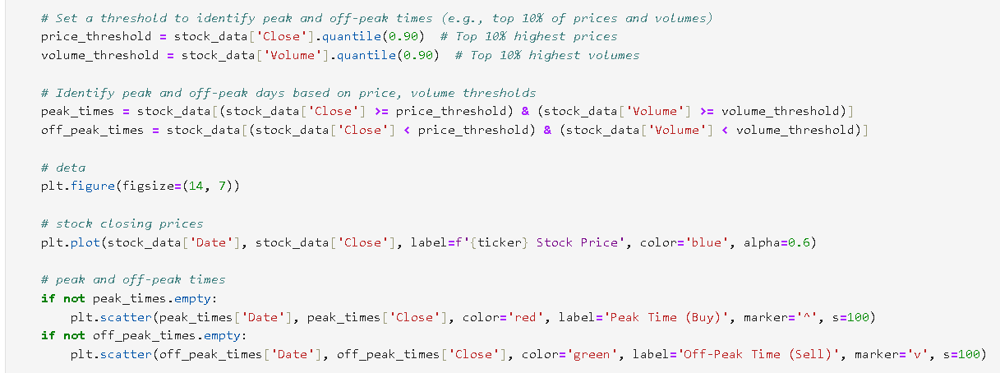 # Set a threshold to identify peak and off-peak times (e.g., top 10% of prices and volumes)
price_threshold = stock_data['Close'].quantile(0.90)  # Top 10% highest prices
volume_threshold = stock_data['Volume'].quantile(0.90)  # Top 10% highest volumes
# Identify peak and off-peak days based on price, volume thresholds
peak_times = stock_data[(stock_data['Close'] >= price_threshold) & (stock_data['Volume'] >= volume_threshold)]
off_peak_times = stock_data[(stock_data['Close'] < price_threshold) & (stock_data['Volume'] < volume_threshold)]
# deta
plt.figure(figsize=(14, 7))
# stock closing prices
plt.plot(stock_data['Date'], stock_data['Close'], label=f'{ticker} Stock Price', color='blue', alpha=0.6)
# peak and off-peak times
if not peak_times.empty:
    plt.scatter(peak_times['Date'], peak_times['Close'], color='red', label='Peak Time (Buy)', marker='^', s=100)
if not off_peak_times.empty:
    plt.scatter(off_peak_times['Date'], off_peak_times['Close'], color='green', label='Off-Peak Time (Sell)', marker='v', s=100)